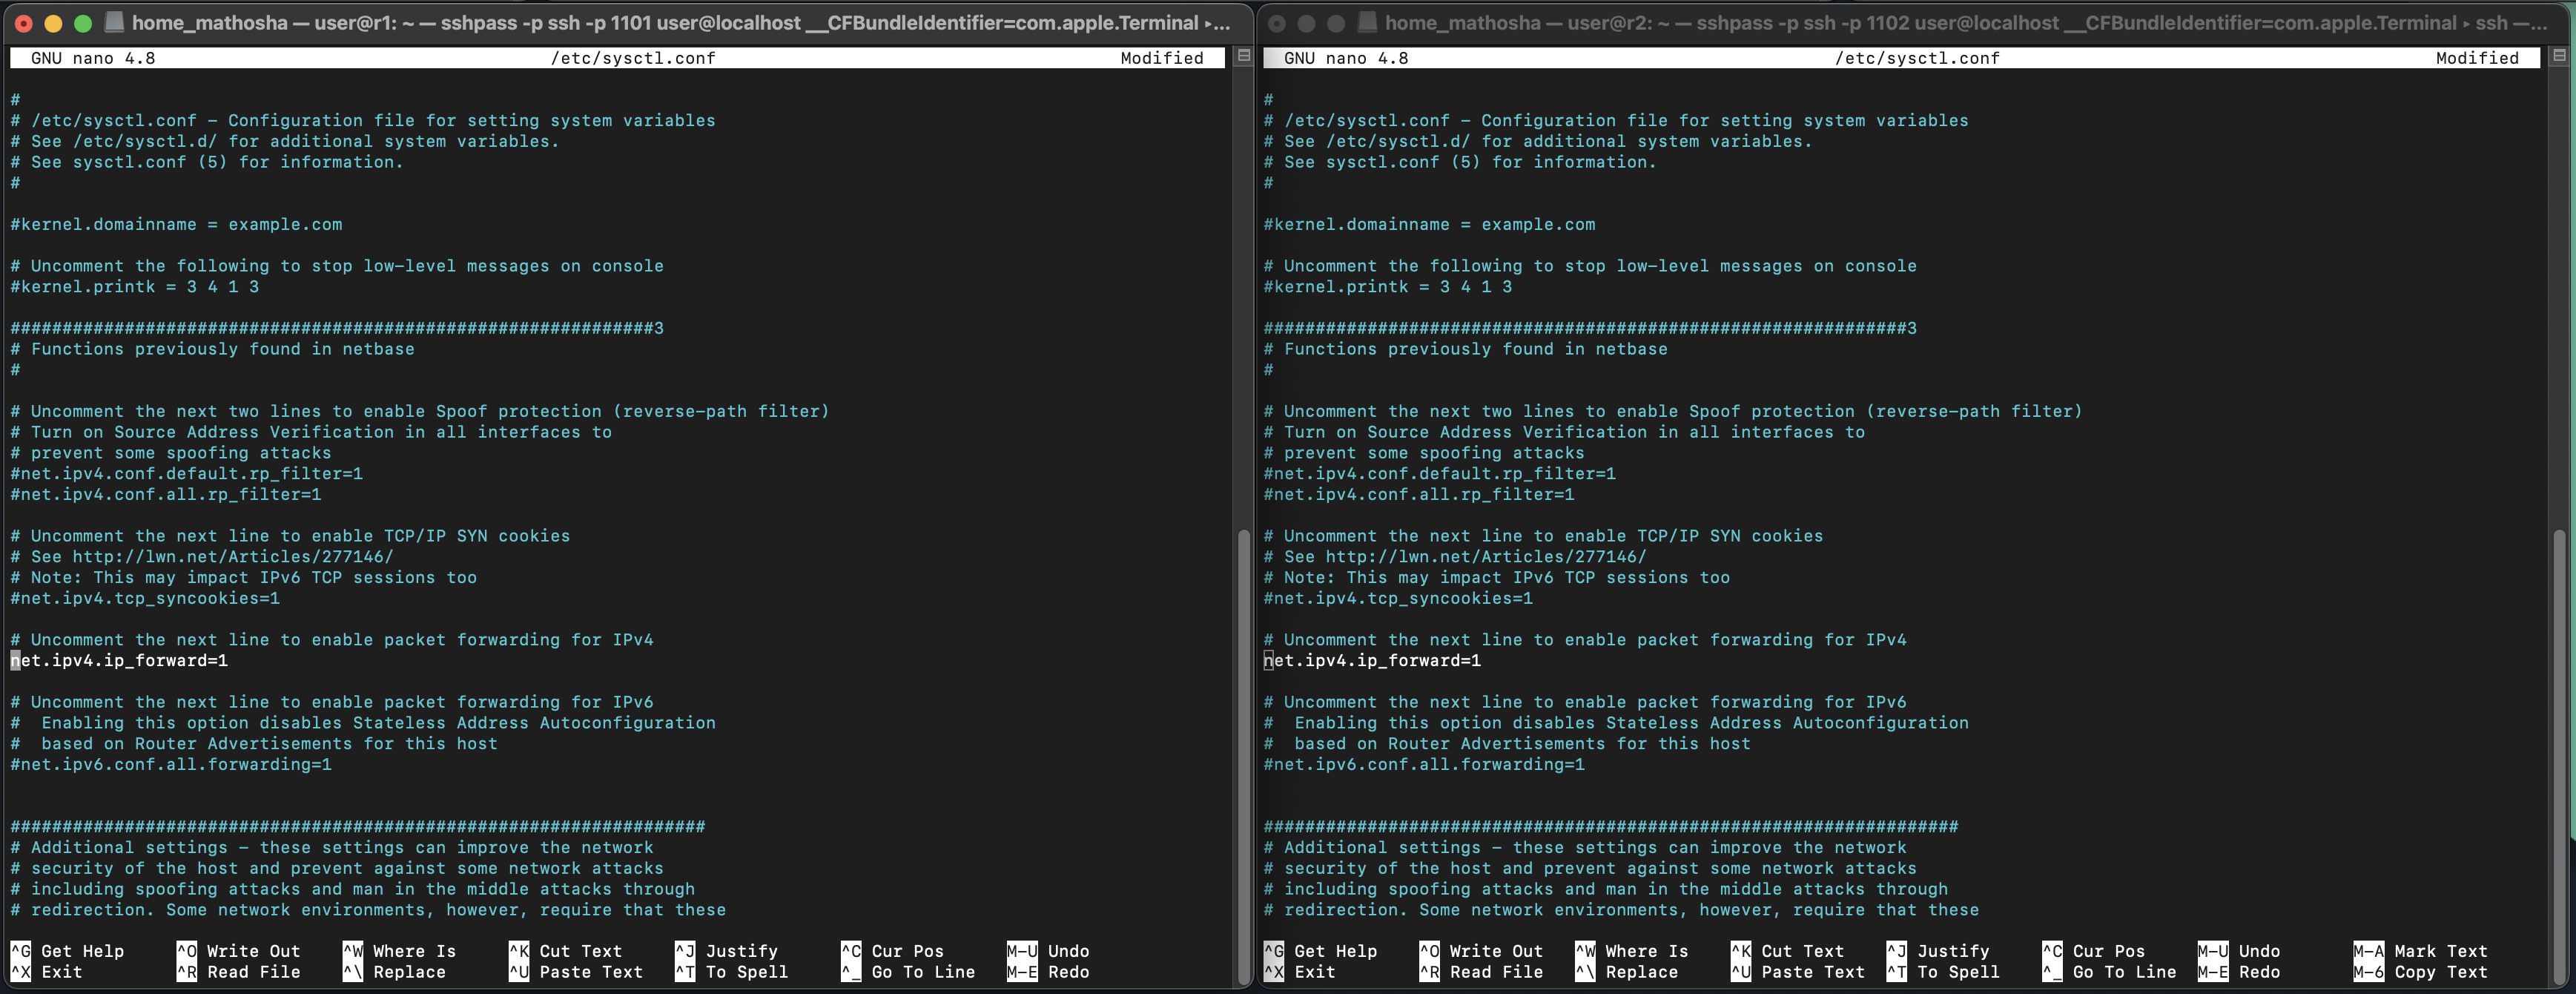 home_mathosha — user@r1: ~ — sshpass -p ssh -p 1101 user@localhost __CFBundleIdentifier=com.apple.Terminal ▸...
GNU nano 4.8 /etc/sysctl.conf Modified
#
# /etc/sysctl.conf - Configuration file for setting system variables
# See /etc/sysctl.d/ for additional system variables.
# See sysctl.conf (5) for information.
#
#kernel.domainname = example.com
# Uncomment the following to stop low-level messages on console
#kernel.printk = 3 4 1 3
##############################################################3
# Functions previously found in netbase
#
# Uncomment the next two lines to enable Spoof protection (reverse-path filter)
# Turn on Source Address Verification in all interfaces to
# prevent some spoofing attacks
#net.ipv4.conf.default.rp_filter=1
#net.ipv4.conf.all.rp_filter=1
# Uncomment the next line to enable TCP/IP SYN cookies
# See http://lwn.net/Articles/277146/
# Note: This may impact IPv6 TCP sessions too
#net.ipv4.tcp_syncookies=1
# Uncomment the next line to enable packet forwarding for IPv4
net.ipv4.ip_forward=1
# Uncomment the next line to enable packet forwarding for IPv6
#  Enabling this option disables Stateless Address Autoconfiguration
#  based on Router Advertisements for this host
#net.ipv6.conf.all.forwarding=1
###################################################################
# Additional settings - these settings can improve the network
# security of the host and prevent against some network attacks
# including spoofing attacks and man in the middle attacks through
# redirection. Some network environments, however, require that these
^G Get Help ^O Write Out ^W Where Is ^K Cut Text ^J Justify ^C Cur Pos M-U Undo
^X Exit ^R Read File ^\ Replace ^U Paste Text ^T To Spell ^_ Go To Line M-E Redo
home_mathosha — user@r2: ~ — sshpass -p ssh -p 1102 user@localhost __CFBundleIdentifier=com.apple.Terminal ▸ ssh —...
GNU nano 4.8 /etc/sysctl.conf Modified
#
# /etc/sysctl.conf - Configuration file for setting system variables
# See /etc/sysctl.d/ for additional system variables.
# See sysctl.conf (5) for information.
#
#kernel.domainname = example.com
# Uncomment the following to stop low-level messages on console
#kernel.printk = 3 4 1 3
##############################################################3
# Functions previously found in netbase
#
# Uncomment the next two lines to enable Spoof protection (reverse-path filter)
# Turn on Source Address Verification in all interfaces to
# prevent some spoofing attacks
#net.ipv4.conf.default.rp_filter=1
#net.ipv4.conf.all.rp_filter=1
# Uncomment the next line to enable TCP/IP SYN cookies
# See http://lwn.net/Articles/277146/
# Note: This may impact IPv6 TCP sessions too
#net.ipv4.tcp_syncookies=1
# Uncomment the next line to enable packet forwarding for IPv4
net.ipv4.ip_forward=1
# Uncomment the next line to enable packet forwarding for IPv6
#  Enabling this option disables Stateless Address Autoconfiguration
#  based on Router Advertisements for this host
#net.ipv6.conf.all.forwarding=1
###################################################################
# Additional settings - these settings can improve the network
# security of the host and prevent against some network attacks
# including spoofing attacks and man in the middle attacks through
# redirection. Some network environments, however, require that these
^G Get Help ^O Write Out ^W Where Is ^K Cut Text ^J Justify ^C Cur Pos M-U Undo M-A Mark Text
^X Exit ^R Read File ^\ Replace ^U Paste Text ^T To Spell ^_ Go To Line M-E Redo M-6 Copy Text